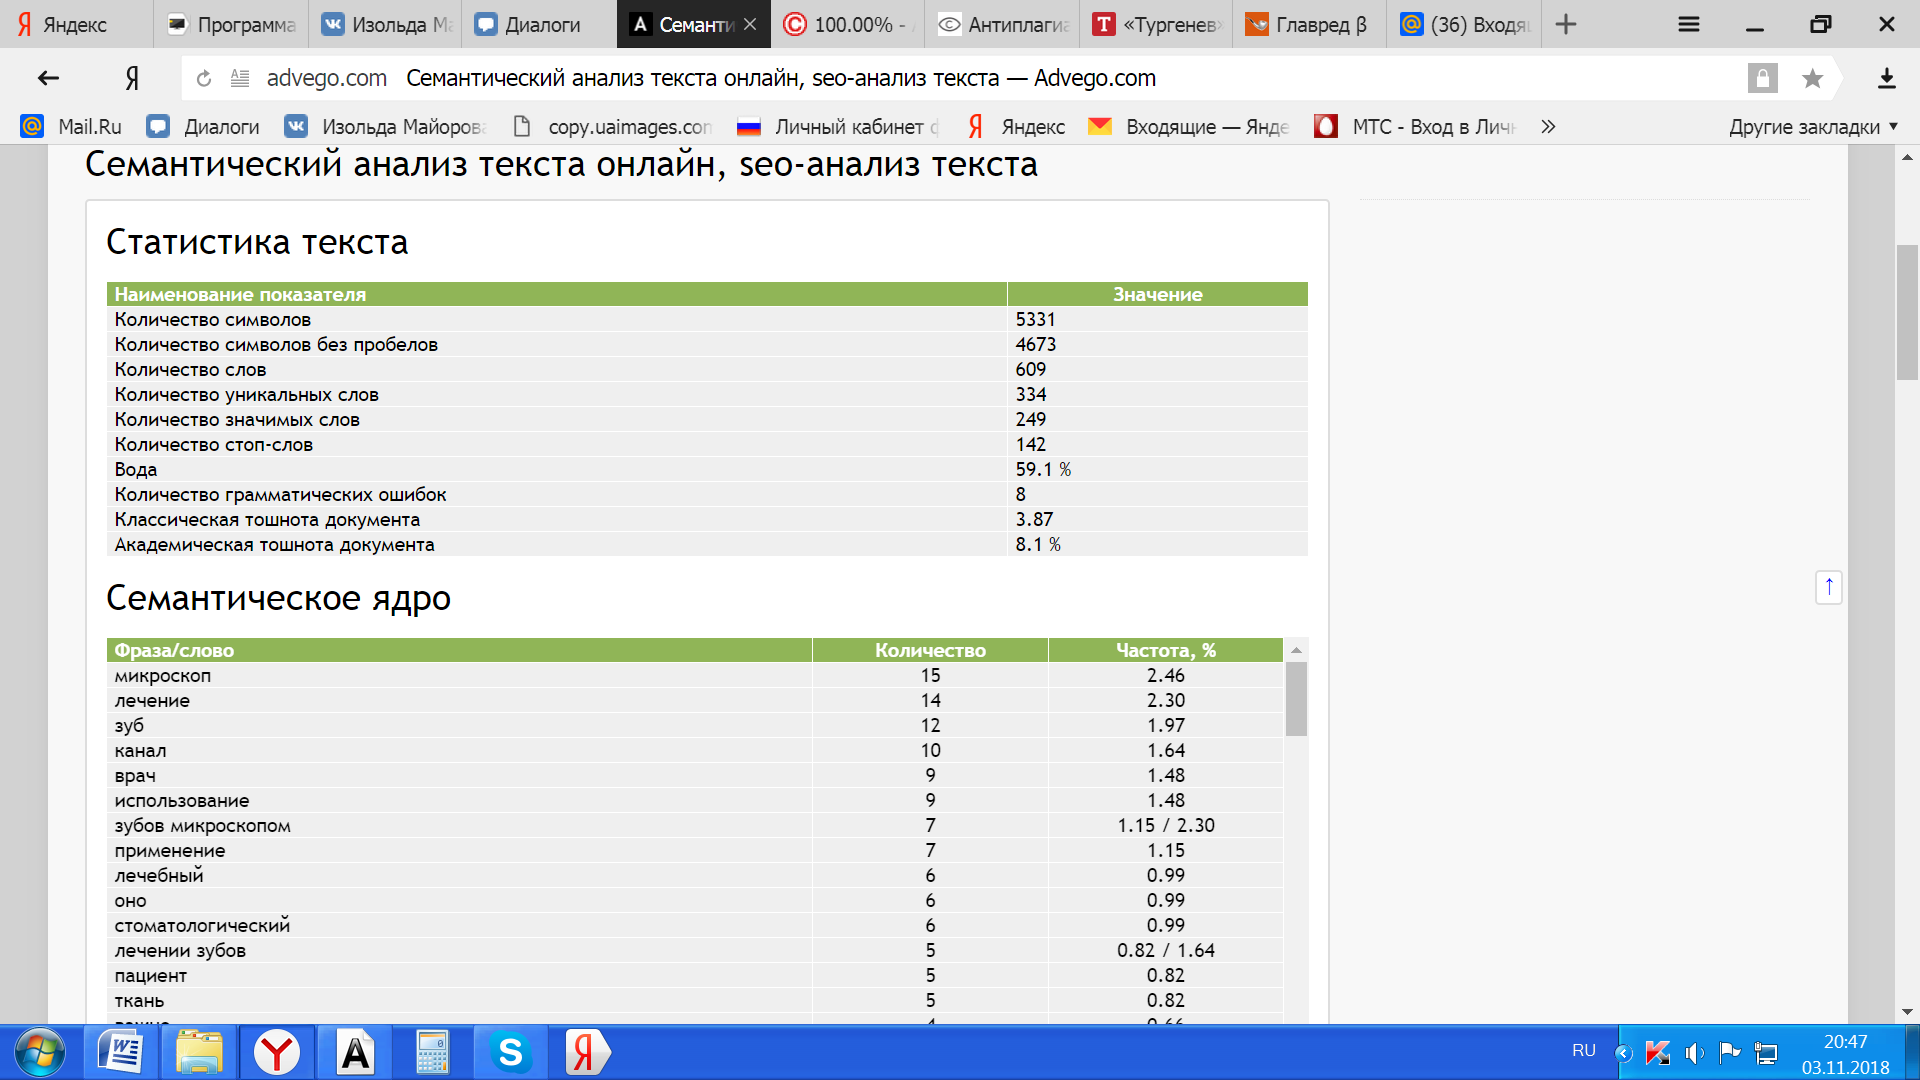 Яндекс Программа Изольда Ма Диалоги Семанти 100.00% - Антиплагиа «Тургенев» Главред β (36) Входящ
advego.com Семантический анализ текста онлайн, seo-анализ текста — Advego.com
Mail.Ru Диалоги Изольда Майорова copy.uaimages.com Личный кабинет Яндекс Входящие — Янде МТС - Вход в Личн » Другие закладки
Семантический анализ текста онлайн, seo-анализ текста
Статистика текста
Наименование показателя Значение
Количество символов 5331
Количество символов без пробелов 4673
Количество слов 609
Количество уникальных слов 334
Количество значимых слов 249
Количество стоп-слов 142
Вода 59.1 %
Количество грамматических ошибок 8
Классическая тошнота документа 3.87
Академическая тошнота документа 8.1 %
Семантическое ядро
Фраза/слово Количество Частота, %
микроскоп 15 2.46
лечение 14 2.30
зуб 12 1.97
канал 10 1.64
врач 9 1.48
использование 9 1.48
зубов микроскопом 7 1.15 / 2.30
применение 7 1.15
лечебный 6 0.99
оно 6 0.99
стоматологический 6 0.99
лечении зубов 5 0.82 / 1.64
пациент 5 0.82
ткань 5 0.82
RU 20:47
03.11.2018